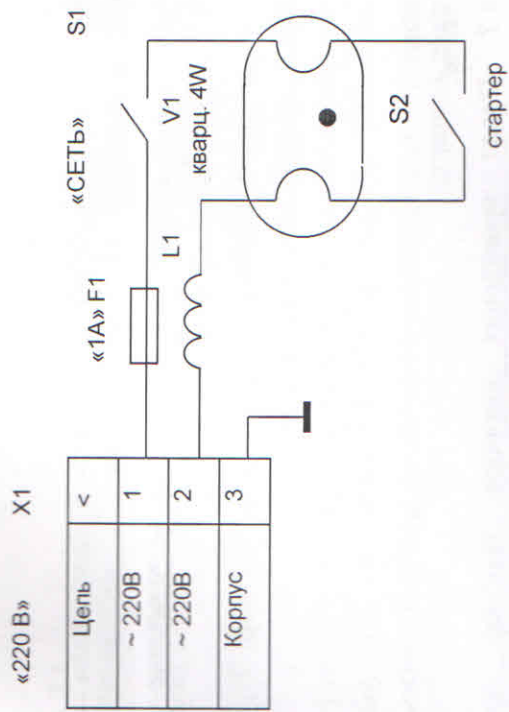 «220 В» X1
Цепь <
~ 220В 1
~ 220В 2
Корпус 3
«1А» F1
L1
«СЕТЬ» S1
V1
кварц. 4W
S2
стартер